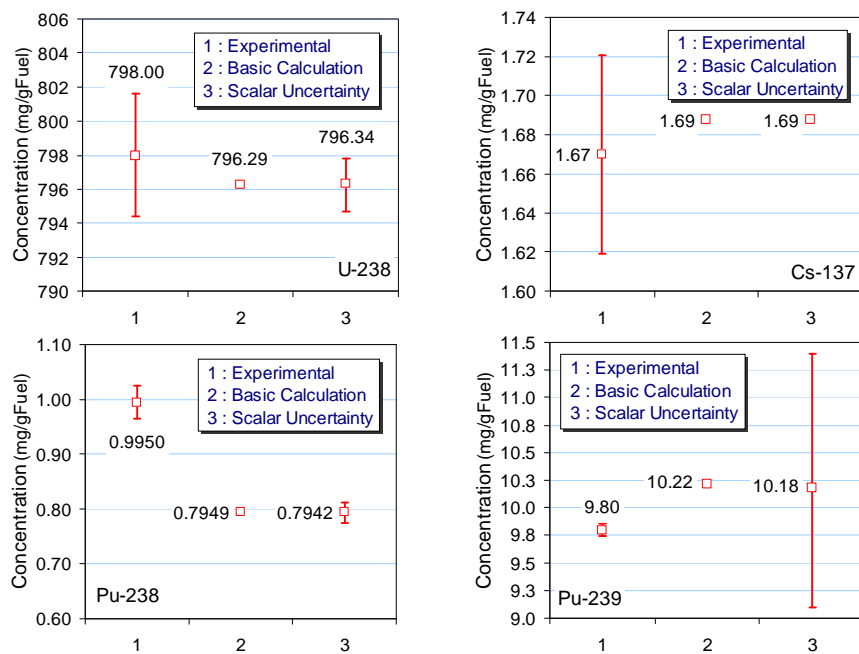 Concentration (mg/gFuel)
806
804
802
800
798
796
794
792
790
1 : Experimental
2 : Basic Calculation
3 : Scalar Uncertainty
798.00
796.29
796.34
U-238
1
2
3
Concentration (mg/gFuel)
1.74
1.72
1.70
1.68
1.66
1.64
1.62
1.60
1 : Experimental
2 : Basic Calculation
3 : Scalar Uncertainty
1.67
1.69
1.69
Cs-137
1
2
3
Concentration (mg/gFuel)
1.10
1.00
0.90
0.80
0.70
0.60
1 : Experimental
2 : Basic Calculation
3 : Scalar Uncertainty
0.9950
0.7949
0.7942
Pu-238
1
2
3
Concentration (mg/gFuel)
11.5
11.3
11.0
10.8
10.5
10.3
10.0
9.8
9.5
9.3
9.0
1 : Experimental
2 : Basic Calculation
3 : Scalar Uncertainty
9.80
10.22
10.18
Pu-239
1
2
3